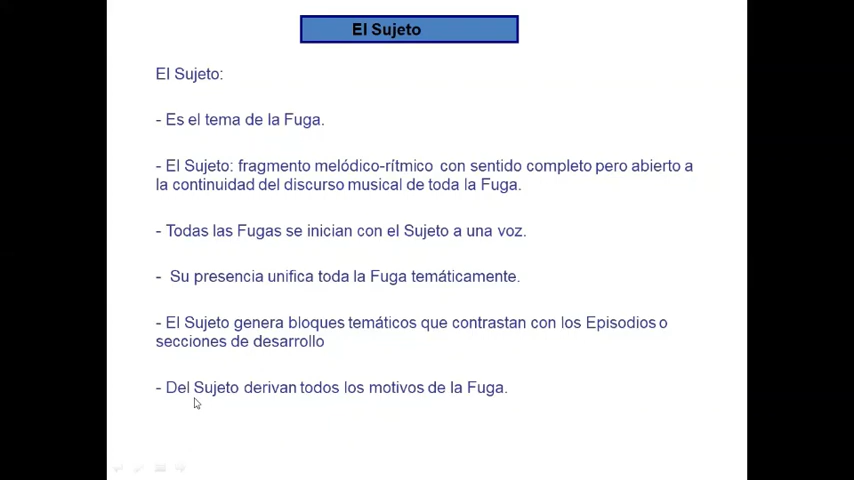 El Sujeto
El Sujeto:
- Es el tema de la Fuga.
- El Sujeto: fragmento melódico-rítmico con sentido completo pero abierto a
la continuidad del discurso musical de toda la Fuga.
- Todas las Fugas se inician con el Sujeto a una voz.
- Su presencia unifica toda la Fuga temáticamente.
- El Sujeto genera bloques temáticos que contrastan con los Episodios o
secciones de desarrollo
- Del Sujeto derivan todos los motivos de la Fuga.